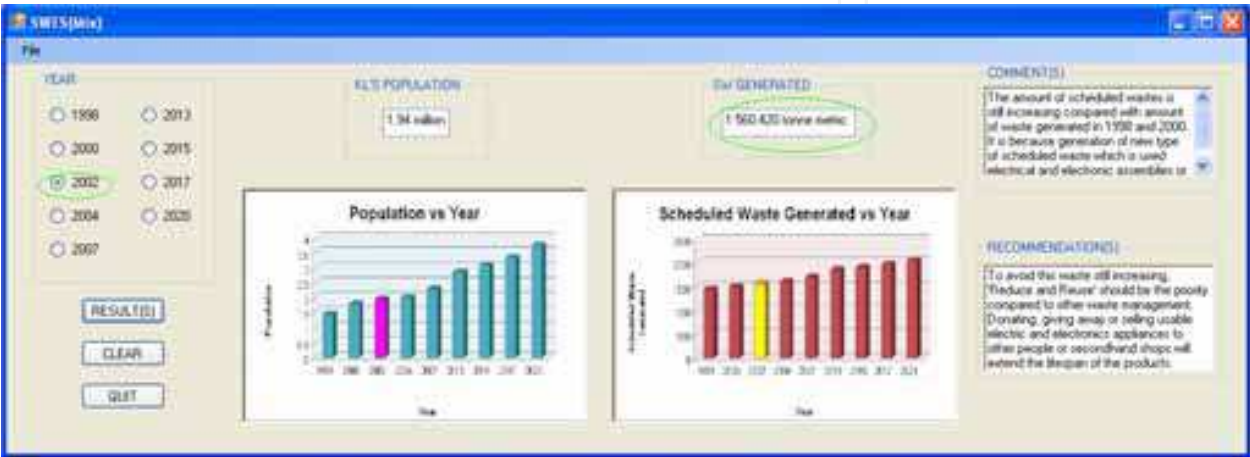 SWES(Mix)
File
YEAR
1998
2013
2000
2015
2002
2017
2004
2020
2007
RESULT(S)
CLEAR
QUIT
KL'S POPULATION
1.94 million
SW GENERATED
1 560.420 tonne metric
Population vs Year
Population
Year
Scheduled Waste Generated vs Year
Scheduled Waste
Generated
Year
COMMENT(S)
The amount of scheduled wastes is
still increasing compared with amount
of waste generated in 1998 and 2000.
It is because generation of new type
of scheduled waste which is used
electrical and electronic assemblies or
RECOMMENDATION(S)
To avoid this waste still increasing,
'Reduce and Reuse' should be the poority
compared to other waste management.
Donating, giving away or selling usable
electric and electronics appliances to
other people or secondhand shops will
extend the lifespan of the products.